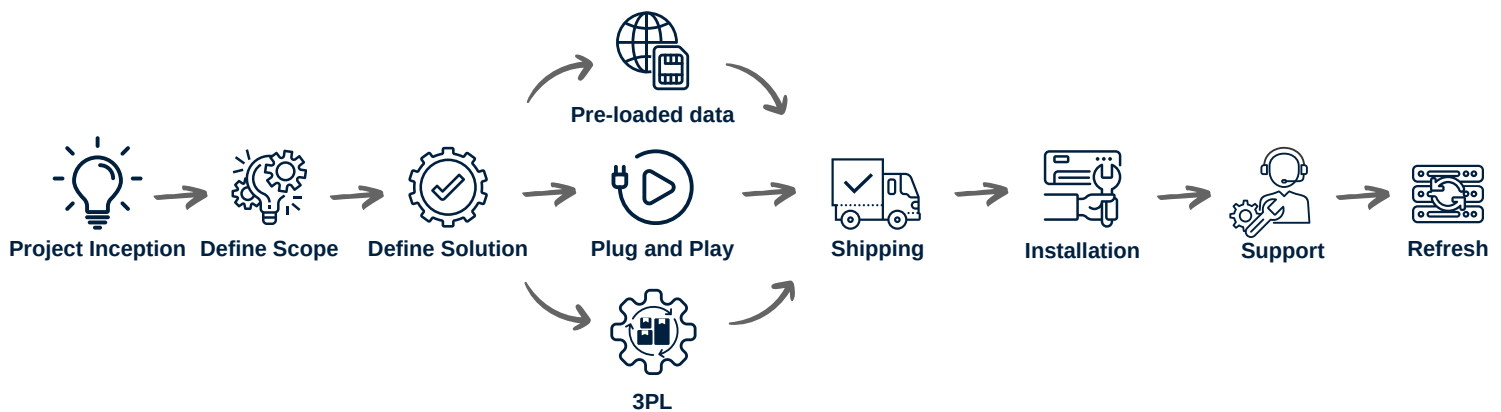 Pre-loaded data
Project Inception
Define Scope
Define Solution
Plug and Play
Shipping
Installation
Support
Refresh
3PL